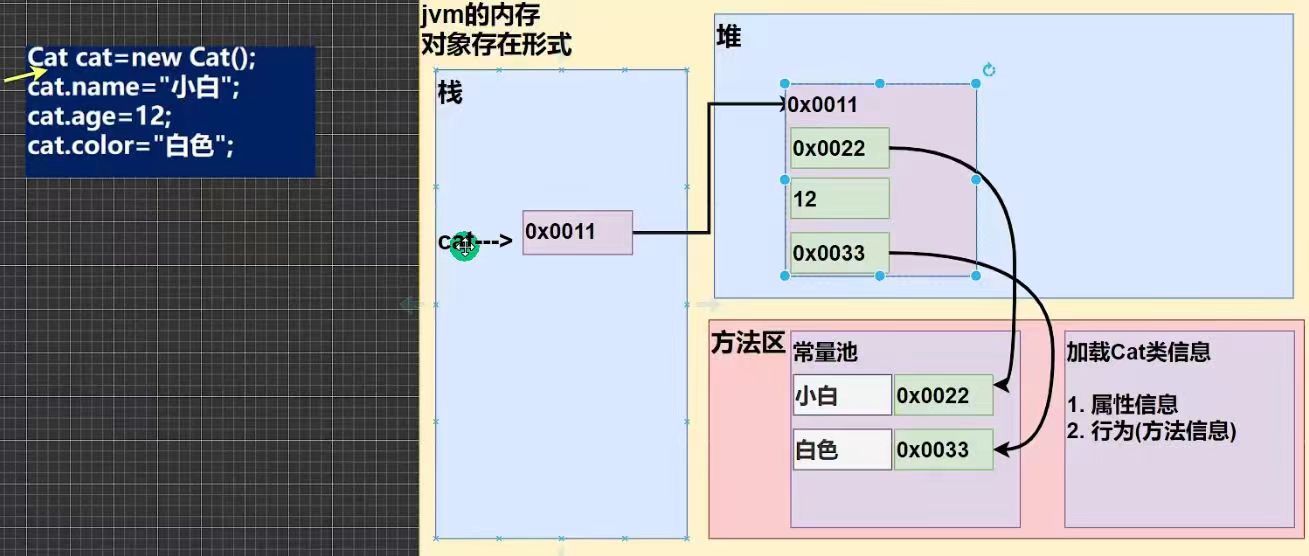 Cat cat=new Cat();
cat.name="小白";
cat.age=12;
cat.color="白色";
jvm的内存
对象存在形式
栈
cat--->
0x0011
堆
0x0011
0x0022
12
0x0033
方法区
常量池
小白 0x0022
白色 0x0033
加载Cat类信息
1. 属性信息
2. 行为(方法信息)